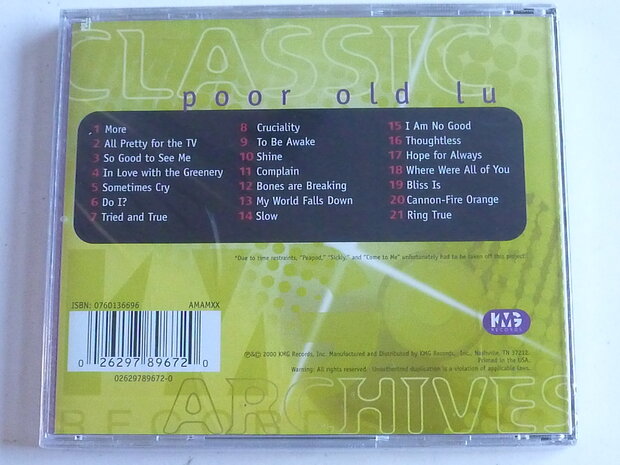 CLASSIC
poor old lu
1 More
2 All Pretty for the TV
3 So Good to See Me
4 In Love with the Greenery
5 Sometimes Cry
6 Do I?
7 Tried and True
8 Cruciality
9 To Be Awake
10 Shine
11 Complain
12 Bones are Breaking
13 My World Falls Down
14 Slow
15 I Am No Good
16 Thoughtless
17 Hope for Always
18 Where Were All of You
19 Bliss Is
20 Cannon-Fire Orange
21 Ring True
*Due to time restraints, "Peapod," "Sickly," and "Come to Me" unfortunately had to be taken off this project
ISBN: 0760136696 AMAMXX
0 26297 89672 0
02629789672-0
KMG
RECORDS
℗&© 2000 KMG Records, Inc. Manufactured and Distributed by KMG Records, Inc., Nashville, TN 37212.
Printed in the USA.
Warning: All rights reserved. Unauthorized duplication is a violation of applicable laws.
ARCHIVES
RECOR